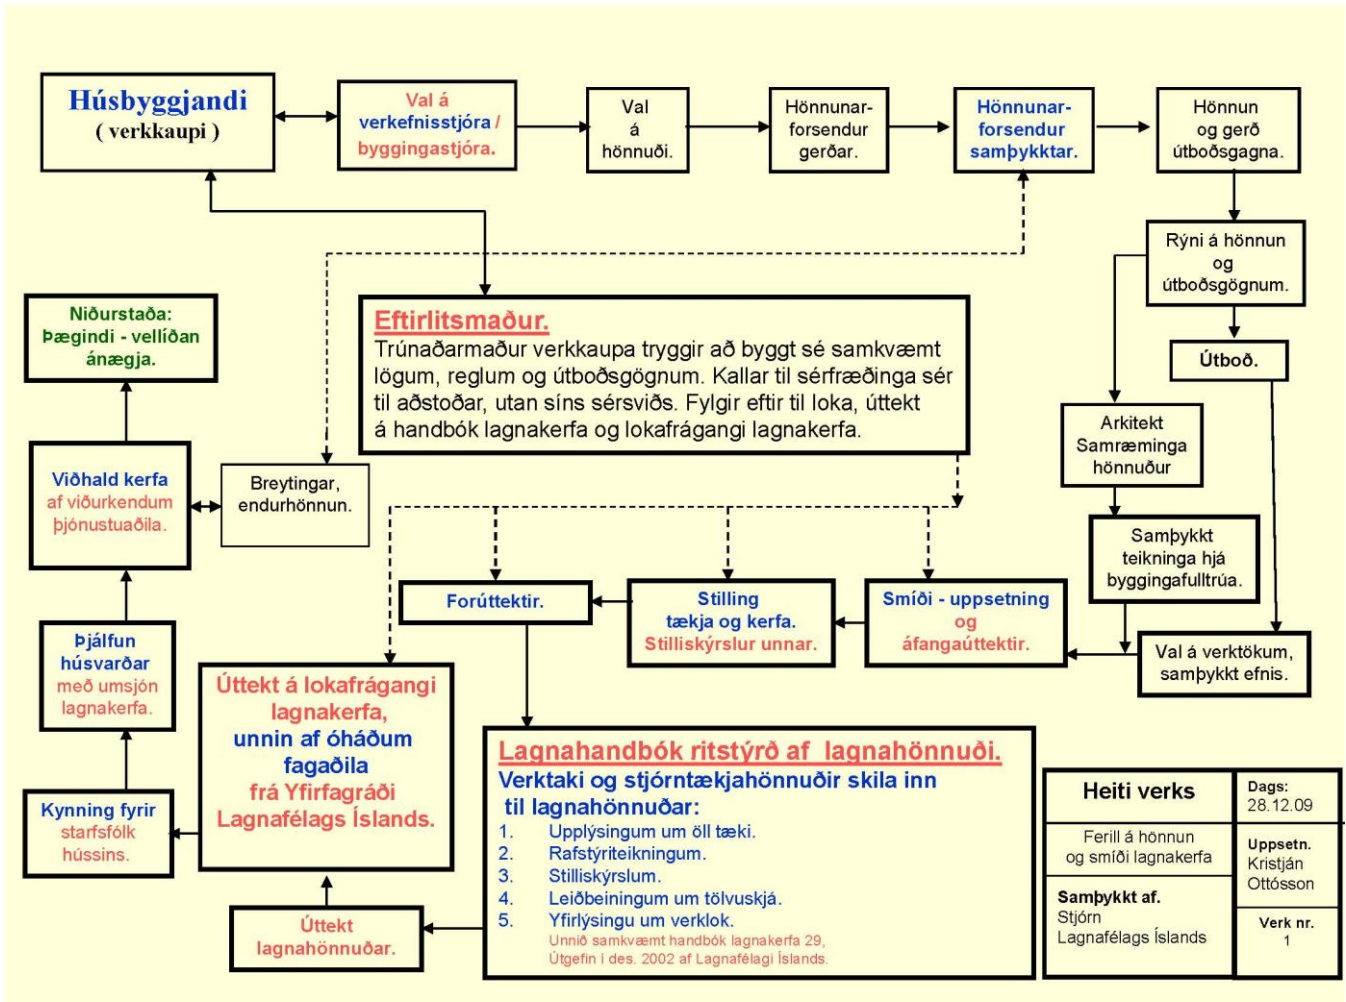 Húsbyggjandi
( verkkaupi )
Val á
verkefnisstjóra /
byggingastjóra.
Val
á
hönnuði.
Hönnunar-
forsendur
gerðar.
Hönnunar-
forsendur
samþykktar.
Hönnun
og gerð
útboðsgagna.
Rýni á hönnun
og
útboðsgögnum.
Útboð.
Arkitekt
Samræminga
hönnuður
Samþykkt
teikninga hjá
byggingafulltrúa.
Val á verktökum,
samþykkt efnis.
Eftirlitsmaður.
Trúnaðarmaður verkkaupa tryggir að byggt sé samkvæmt
lögum, reglum og útboðsgögnum. Kallar til sérfræðinga sér
til aðstoðar, utan síns sérsviðs. Fylgir eftir til loka, úttekt
á handbók lagnakerfa og lokafrágangi lagnakerfa.
Niðurstaða:
Þægindi - vellíðan
ánægja.
Viðhald kerfa
af viðurkendum
þjónustuaðila.
Breytingar,
endurhönnun.
Forúttektir.
Stilling
tækja og kerfa.
Stilliskýrslur unnar.
Smíði - uppsetning
og
áfangaúttektir.
Þjálfun
húsvarðar
með umsjón
lagnakerfa.
Úttekt á lokafrágangi
lagnakerfa,
unnin af óháðum
fagaðila
frá Yfirfagráði
Lagnafélags Íslands.
Kynning fyrir
starfsfólk
hússins.
Úttekt
lagnahönnuðar.
Lagnahandbók ritstýrð af lagnahönnuði.
Verktaki og stjórntækjahönnuðir skila inn
til lagnahönnuðar:
1. Upplýsingum um öll tæki.
2. Rafstýriteikningum.
3. Stilliskýrslum.
4. Leiðbeiningum um tölvuskjá.
5. Yfirlýsingu um verklok.
Unnið samkvæmt handbók lagnakerfa 29,
Útgefin í des. 2002 af Lagnafélagi Íslands.
Heiti verks
Ferill á hönnun
og smíði lagnakerfa
Samþykkt af.
Stjórn
Lagnafélags Íslands
Dags:
28.12.09
Uppsetn.
Kristján
Ottósson
Verk nr.
1